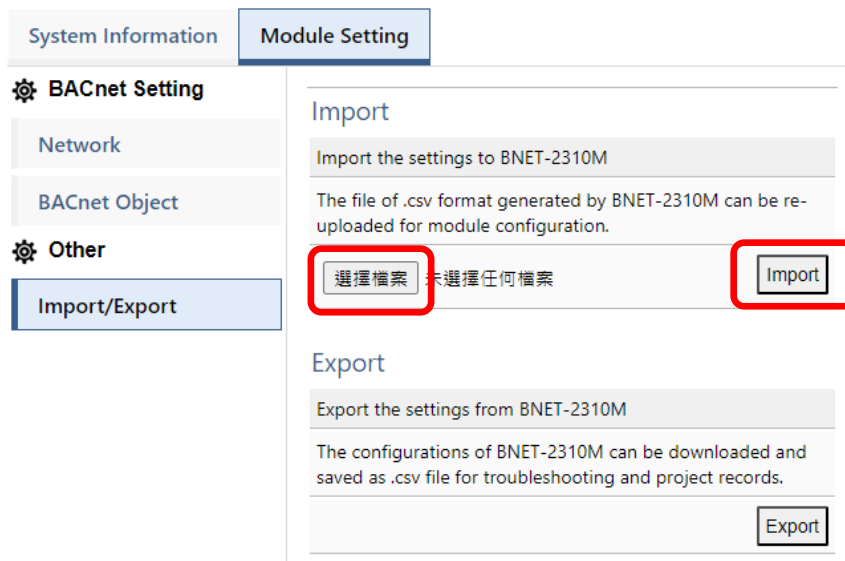 System Information
Module Setting
BACnet Setting
Network
BACnet Object
Other
Import/Export
Import
Import the settings to BNET-2310M
The file of .csv format generated by BNET-2310M can be re-
uploaded for module configuration.
選擇檔案 未選擇任何檔案
Import
Export
Export the settings from BNET-2310M
The configurations of BNET-2310M can be downloaded and
saved as .csv file for troubleshooting and project records.
Export